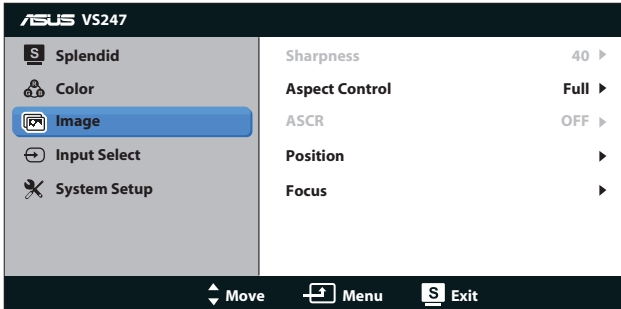 ASUS VS247
S Splendid
Color
Image
Input Select
System Setup
Sharpness 40
Aspect Control Full
ASCR OFF
Position
Focus
Move Menu S Exit